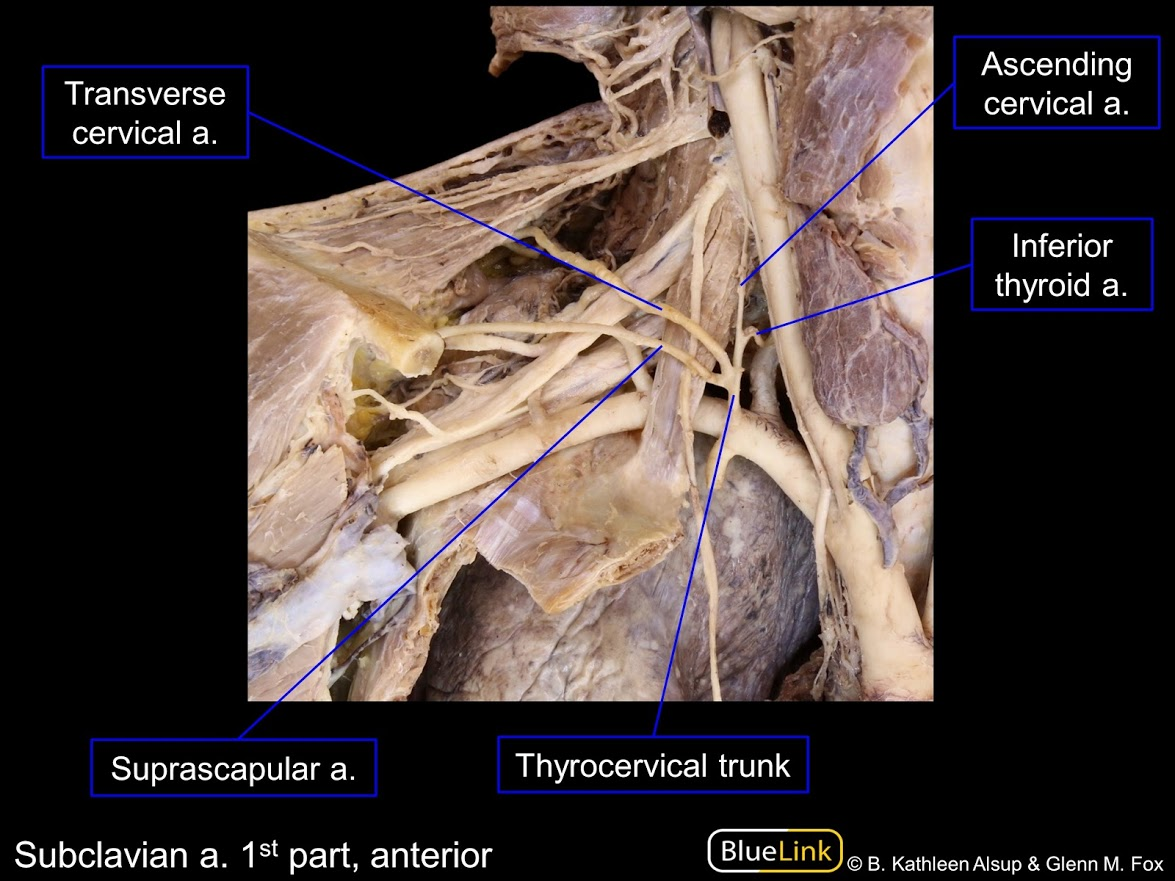 Transverse
cervical a.
Ascending
cervical a.
Inferior
thyroid a.
Suprascapular a.
Thyrocervical trunk
Subclavian a. 1st part, anterior
BlueLink
© B. Kathleen Alsup & Glenn M. Fox